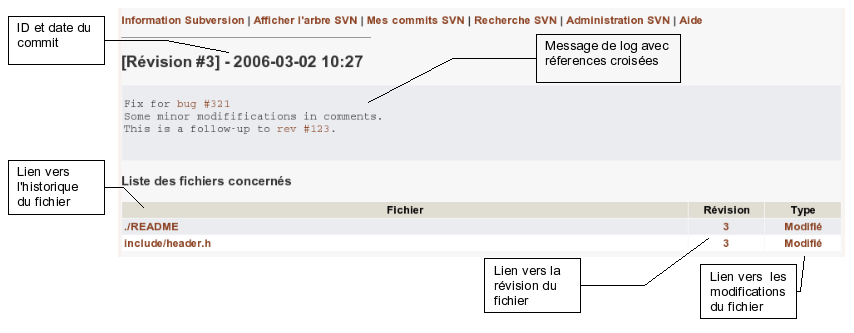 ID et date du
commit
Information Subversion | Afficher l'arbre SVN | Mes commits SVN | Recherche SVN | Administration SVN | Aide
[Révision #3] - 2006-03-02 10:27
Message de log avec
réferences croisées
Fix for bug #321
Some minor modififications in comments.
This is a follow-up to rev #123.
Lien vers
l'historique
du fichier
Liste des fichiers concernés
Fichier Révision Type
./README 3 Modifié
include/header.h 3 Modifié
Lien vers la
révision du
fichier
Lien vers les
modifications
du fichier